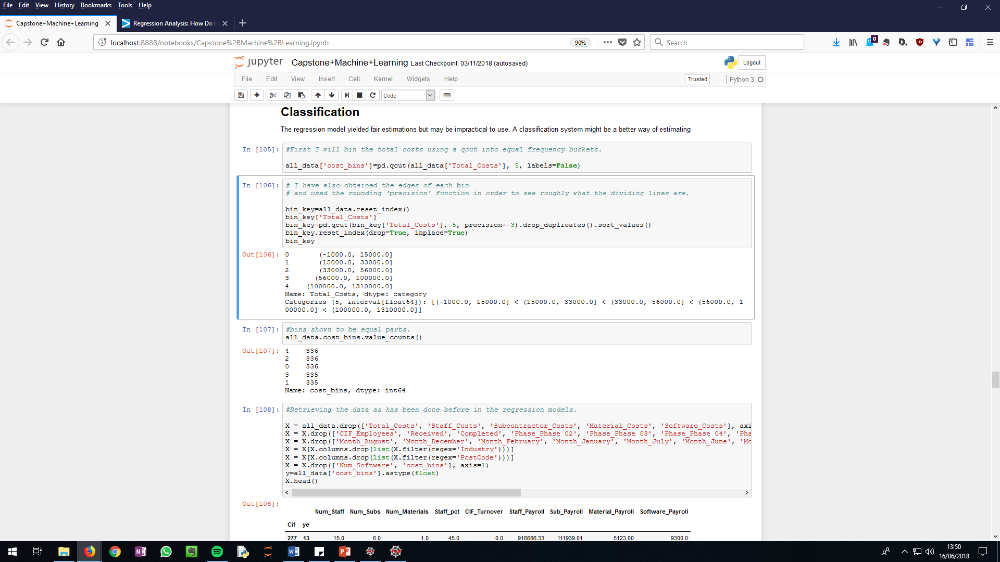 File Edit View History Bookmarks Tools Help
Capstone+Machine+Learning
Regression Analysis: How Do I
localhost:8888/notebooks/Capstone%2BMachine%2BLearning.ipynb
90%
Search
0
jupyter Capstone+Machine+Learning Last Checkpoint: 03/11/2018 (autosaved)
Logout
File Edit View Insert Cell Kernel Widgets Help
Trusted
Python 3
Code
Classification
The regression model yielded fair estimations but may be impractical to use. A classification system might be a better way of estimating
In [105]: #First I will bin the total costs using a qcut into equal frequency buckets.
all_data['cost_bins']=pd.qcut(all_data['Total_Costs'], 5, labels=False)
In [106]: # I have also obtained the edges of each bin
# and used the rounding 'precision' function in order to see roughly what the dividing lines are.
bin_key=all_data.reset_index()
bin_key['Total_Costs']
bin_key=pd.qcut(bin_key['Total_Costs'], 5, precision=-3).drop_duplicates().sort_values()
bin_key.reset_index(drop=True, inplace=True)
bin_key
Out[106]: 0 (-1000.0, 15000.0]
1 (15000.0, 33000.0]
2 (33000.0, 56000.0]
3 (56000.0, 100000.0]
4 (100000.0, 1310000.0]
Name: Total_Costs, dtype: category
Categories (5, interval[float64]): [(-1000.0, 15000.0] < (15000.0, 33000.0] < (33000.0, 56000.0] < (56000.0, 1
00000.0] < (100000.0, 1310000.0]]
In [107]: #bins shown to be equal parts.
all_data.cost_bins.value_counts()
Out[107]: 4 336
2 336
0 336
3 335
1 335
Name: cost_bins, dtype: int64
In [108]: #Retrieving the data as has been done before in the regression models.
X = all_data.drop(['Total_Costs', 'Staff_Costs', 'Subcontractor_Costs', 'Material_Costs', 'Software_Costs'], axi
X = X.drop(['CIF_Employees', 'Received', 'Completed', 'Phase_Phase 02', 'Phase_Phase 03', 'Phase_Phase 04', 'Pha
X = X.drop(['Month_August', 'Month_December', 'Month_February', 'Month_January', 'Month_July', 'Month_June', 'Mo
X = X[X.columns.drop(list(X.filter(regex='Industry')))]
X = X[X.columns.drop(list(X.filter(regex='PostCode')))]
X = X.drop(['Num_Software', 'cost_bins'], axis=1)
y=all_data['cost_bins'].astype(float)
X.head()
Out[108]:
Num_Staff Num_Subs Num_Materials Staff_pct CIF_Turnover Staff_Payroll Sub_Payroll Material_Payroll Software_Payroll
Cif ye
277 13 15.0 6.0 1.0 45.0 0.0 916686.33 111939.01 5123.00 9300.0
13:50
16/06/2018